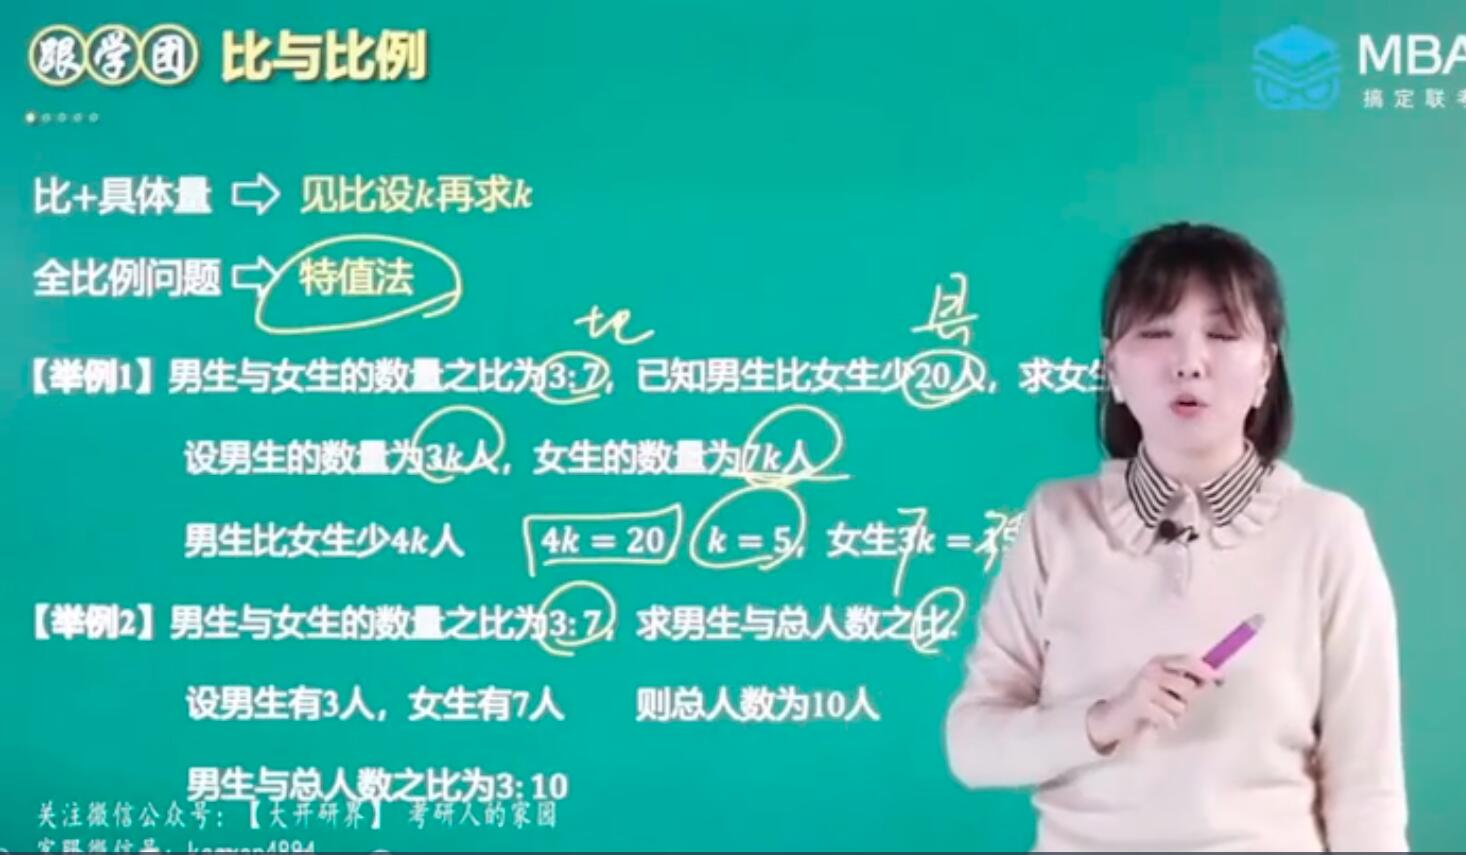 跟学团 比与比例
MBA
搞定联考
比+具体量 ⇨ 见比设k再求k
全比例问题 ⇨ 特值法
比 具
【举例1】男生与女生的数量之比为3:7，已知男生比女生少20人，求女生
设男生的数量为3k人，女生的数量为7k人
男生比女生少4k人 4k=20，k=5，女生3k=
7
【举例2】男生与女生的数量之比为3:7，求男生与总人数之比.
设男生有3人，女生有7人 则总人数为10人
男生与总人数之比为3:10
关注微信公众号：【大开研界】 考研人的家园